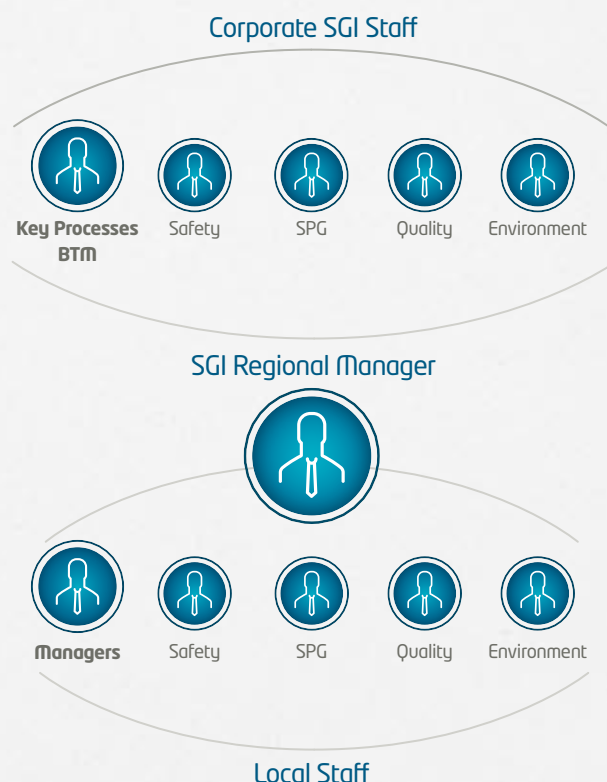 Corporate SGI Staff
Key Processes
BTM
Safety
SPG
Quality
Environment
SGI Regional Manager
Managers
Safety
SPG
Quality
Environment
Local Staff